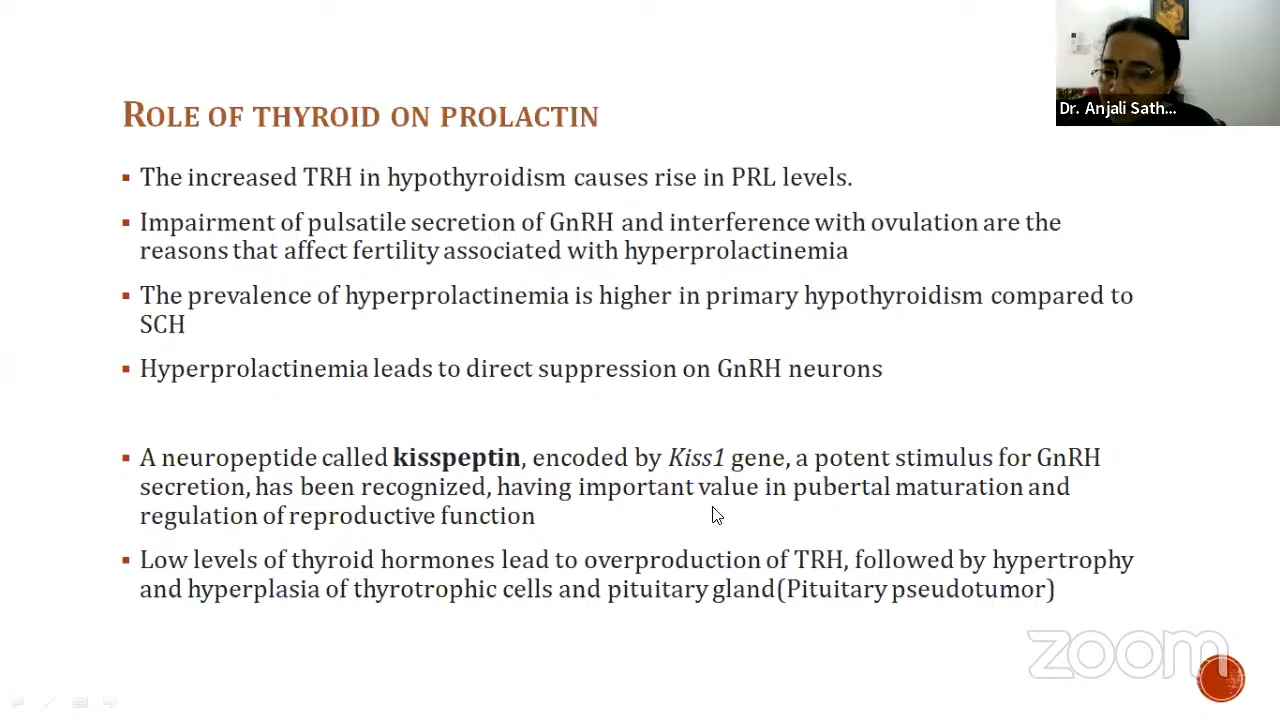 ROLE OF THYROID ON PROLACTIN
Dr. Anjali Sath...
▪ The increased TRH in hypothyroidism causes rise in PRL levels.
▪ Impairment of pulsatile secretion of GnRH and interference with ovulation are the
reasons that affect fertility associated with hyperprolactinemia
▪ The prevalence of hyperprolactinemia is higher in primary hypothyroidism compared to
SCH
▪ Hyperprolactinemia leads to direct suppression on GnRH neurons
▪ A neuropeptide called kisspeptin, encoded by Kiss1 gene, a potent stimulus for GnRH
secretion, has been recognized, having important value in pubertal maturation and
regulation of reproductive function
▪ Low levels of thyroid hormones lead to overproduction of TRH, followed by hypertrophy
and hyperplasia of thyrotrophic cells and pituitary gland(Pituitary pseudotumor)
zoom